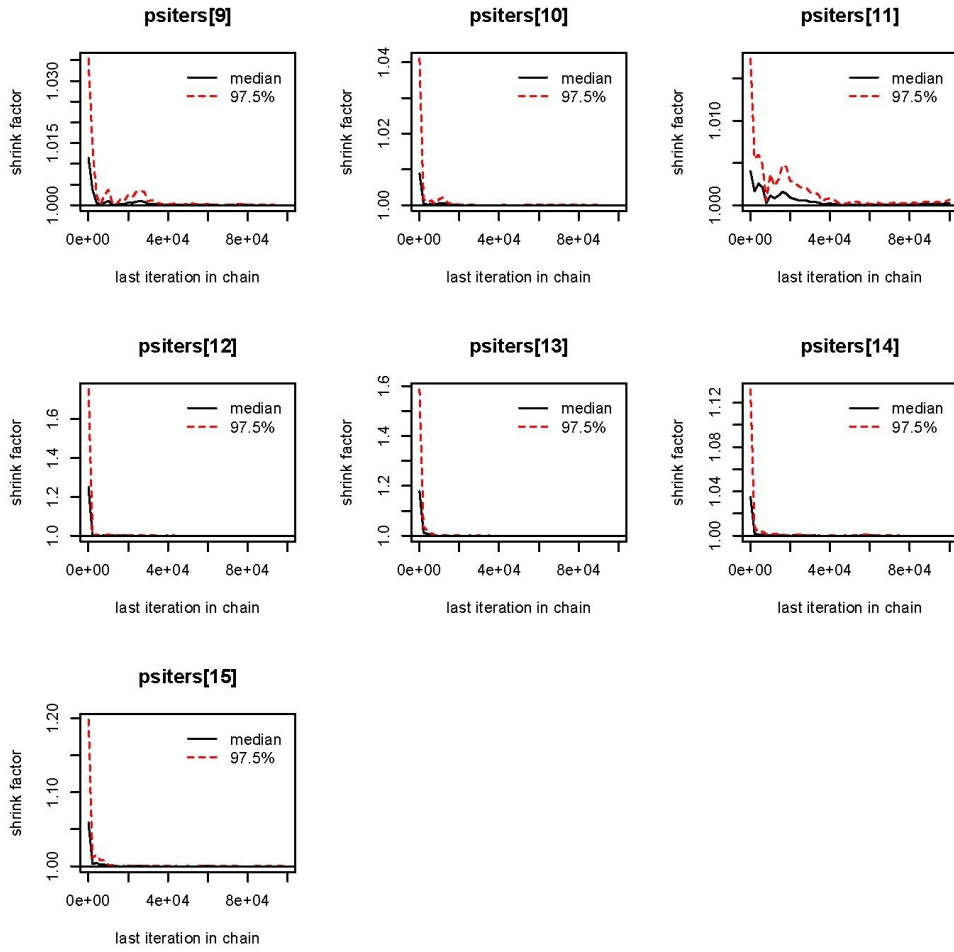 psiters[9]
shrink factor
1.000 1.015 1.030
median
97.5%
0e+00 4e+04 8e+04
last iteration in chain
psiters[10]
shrink factor
1.00 1.02 1.04
median
97.5%
0e+00 4e+04 8e+04
last iteration in chain
psiters[11]
shrink factor
1.000 1.010
median
97.5%
0e+00 4e+04 8e+04
last iteration in chain
psiters[12]
shrink factor
1.0 1.2 1.4 1.6
median
97.5%
0e+00 4e+04 8e+04
last iteration in chain
psiters[13]
shrink factor
1.0 1.2 1.4 1.6
median
97.5%
0e+00 4e+04 8e+04
last iteration in chain
psiters[14]
shrink factor
1.00 1.04 1.08 1.12
median
97.5%
0e+00 4e+04 8e+04
last iteration in chain
psiters[15]
shrink factor
1.00 1.10 1.20
median
97.5%
0e+00 4e+04 8e+04
last iteration in chain